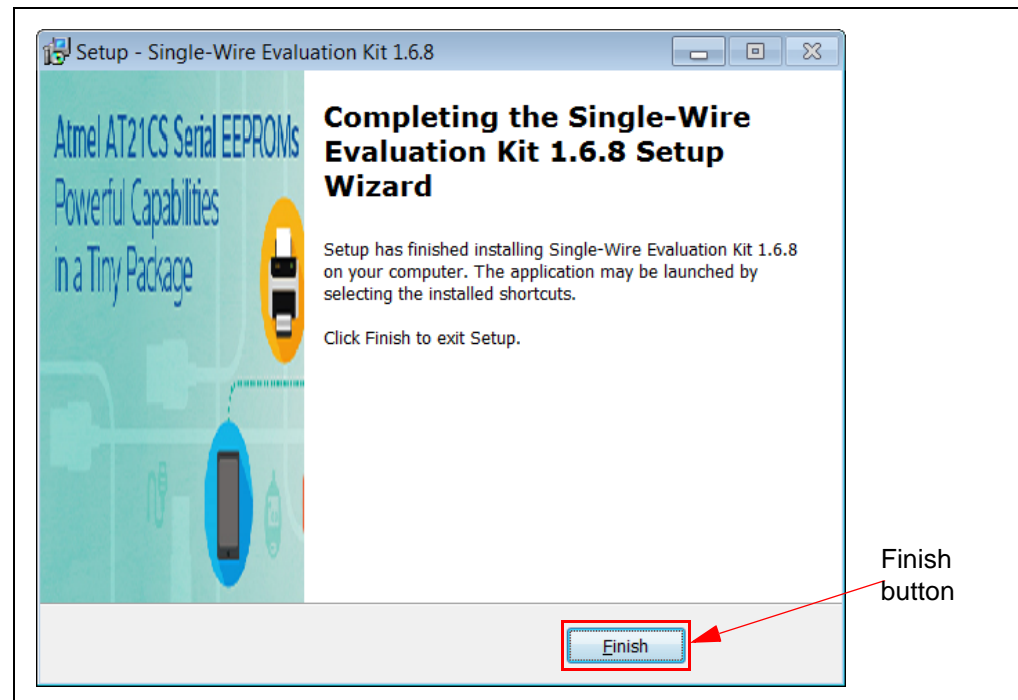 Setup - Single-Wire Evaluation Kit 1.6.8
Atmel AT21CS Serial EEPROMs
Powerful Capabilities
in a Tiny Package
Completing the Single-Wire
Evaluation Kit 1.6.8 Setup
Wizard
Setup has finished installing Single-Wire Evaluation Kit 1.6.8
on your computer. The application may be launched by
selecting the installed shortcuts.
Click Finish to exit Setup.
Finish
button
Finish